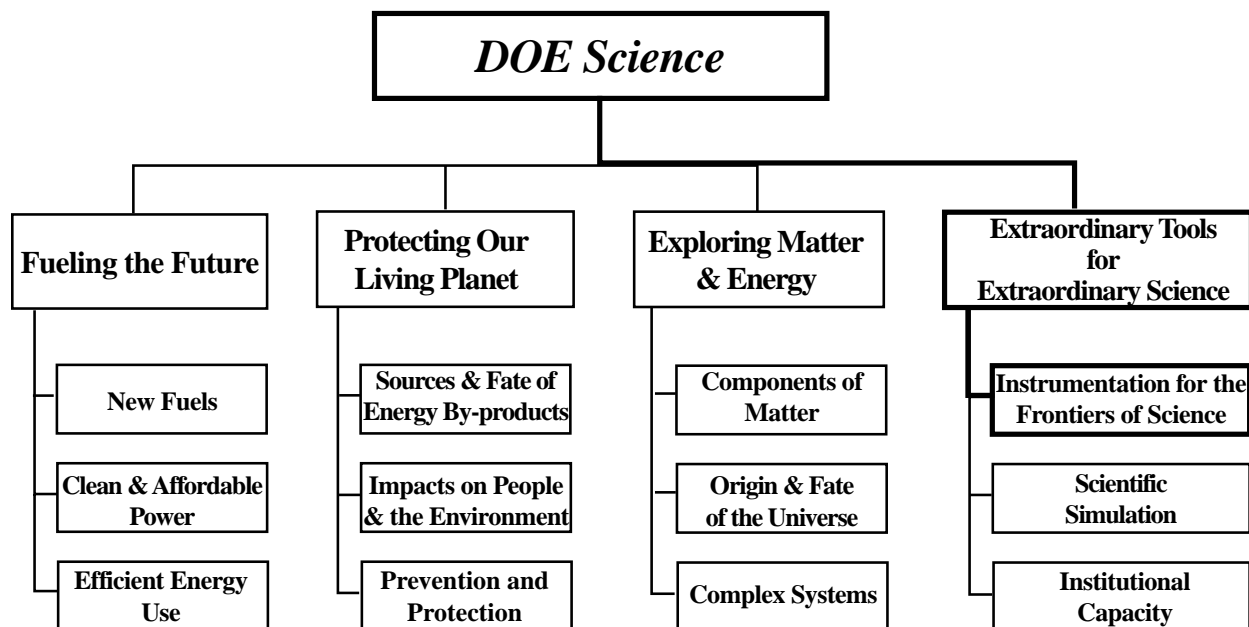 DOE Science
Fueling the Future
Protecting Our
Living Planet
Exploring Matter
& Energy
Extraordinary Tools
for
Extraordinary Science
New Fuels
Clean & Affordable
Power
Efficient Energy
Use
Sources & Fate of
Energy By-products
Impacts on People
& the Environment
Prevention and
Protection
Components of
Matter
Origin & Fate
of the Universe
Complex Systems
Instrumentation for the
Frontiers of Science
Scientific
Simulation
Institutional
Capacity